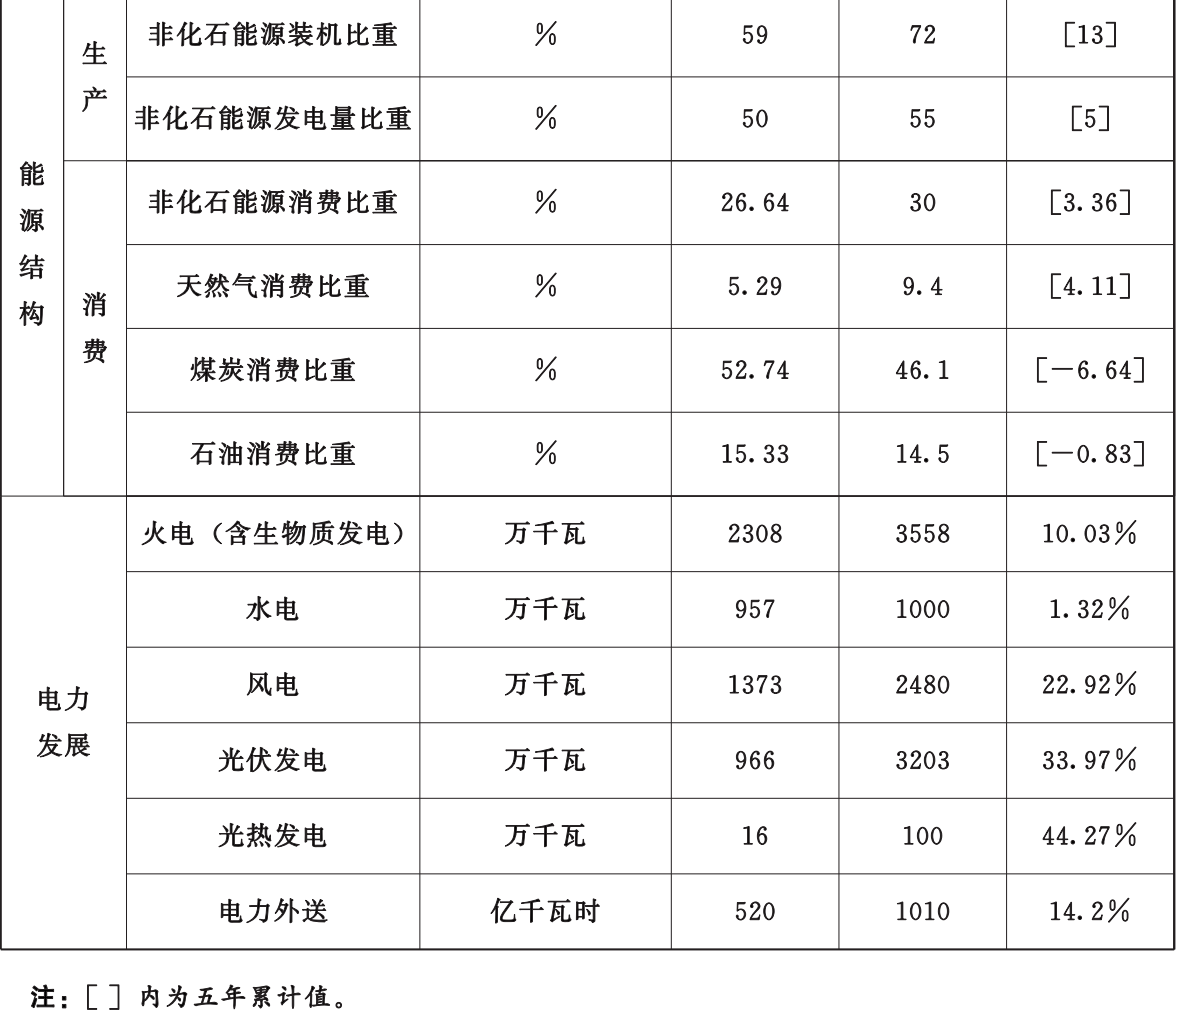 能源结构
生产
非化石能源装机比重 % 59 72 [13]
非化石能源发电量比重 % 50 55 [5]
消费
非化石能源消费比重 % 26.64 30 [3.36]
天然气消费比重 % 5.29 9.4 [4.11]
煤炭消费比重 % 52.74 46.1 [-6.64]
石油消费比重 % 15.33 14.5 [-0.83]
电力
发展
火电（含生物质发电） 万千瓦 2308 3558 10.03%
水电 万千瓦 957 1000 1.32%
风电 万千瓦 1373 2480 22.92%
光伏发电 万千瓦 966 3203 33.97%
光热发电 万千瓦 16 100 44.27%
电力外送 亿千瓦时 520 1010 14.2%
注：[ ] 内为五年累计值。